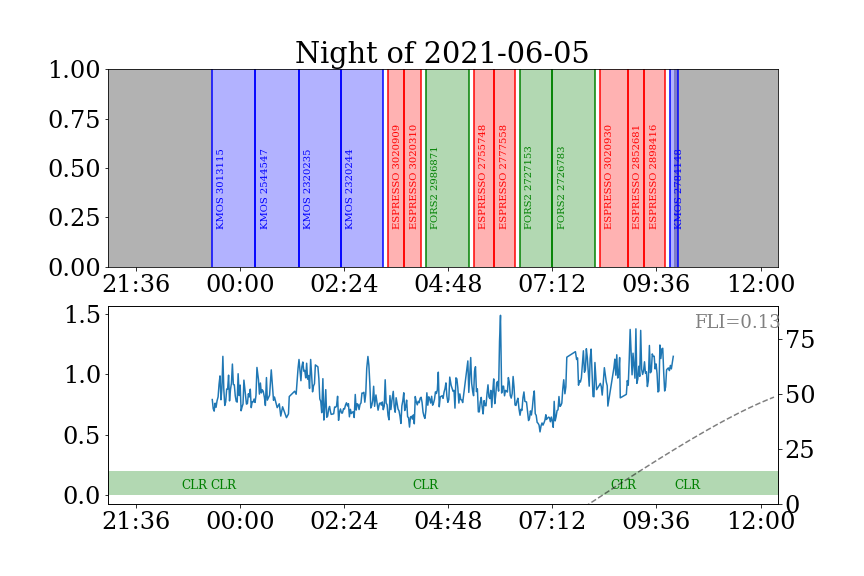 Night of 2021-06-05
1.00
0.75
0.50
0.25
0.00
KMOS 3013115
KMOS 2544547
KMOS 2320235
KMOS 2320244
ESPRESSO 3020909
ESPRESSO 3020310
FORS2 2986871
ESPRESSO 2755748
ESPRESSO 2777558
FORS2 2727153
FORS2 2726783
ESPRESSO 3020930
ESPRESSO 2852681
ESPRESSO 2898416
KMOS 2784148
21:36 00:00 02:24 04:48 07:12 09:36 12:00
1.5
1.0
0.5
0.0
FLI=0.13
75
50
25
0
CLR CLR CLR CLR CLR
21:36 00:00 02:24 04:48 07:12 09:36 12:00